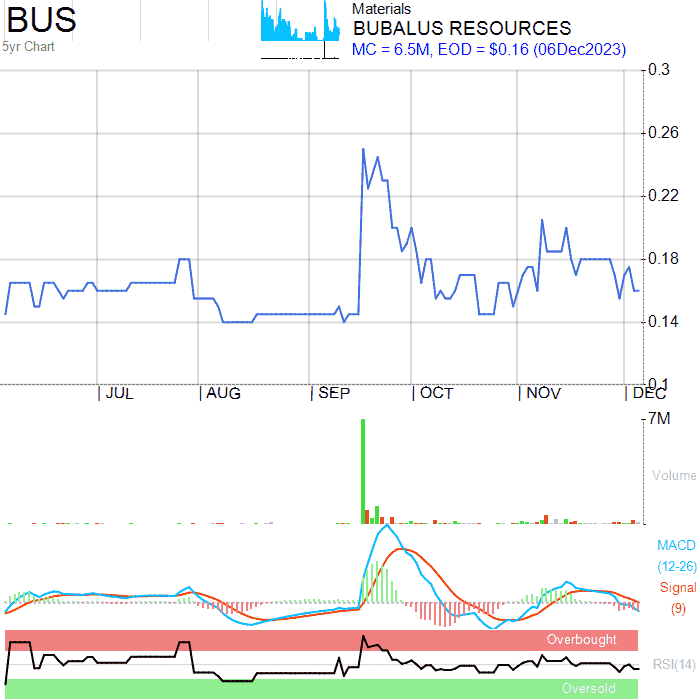 BUS
5yr Chart
Materials
BUBALUS RESOURCES
MC = 6.5M, EOD = $0.16 (06Dec2023)
0.3
0.26
0.22
0.18
0.14
0.1
JUL AUG SEP OCT NOV DEC
7M
Volume
MACD
(12-26)
Signal
(9)
Overbought
RSI(14)
Oversold